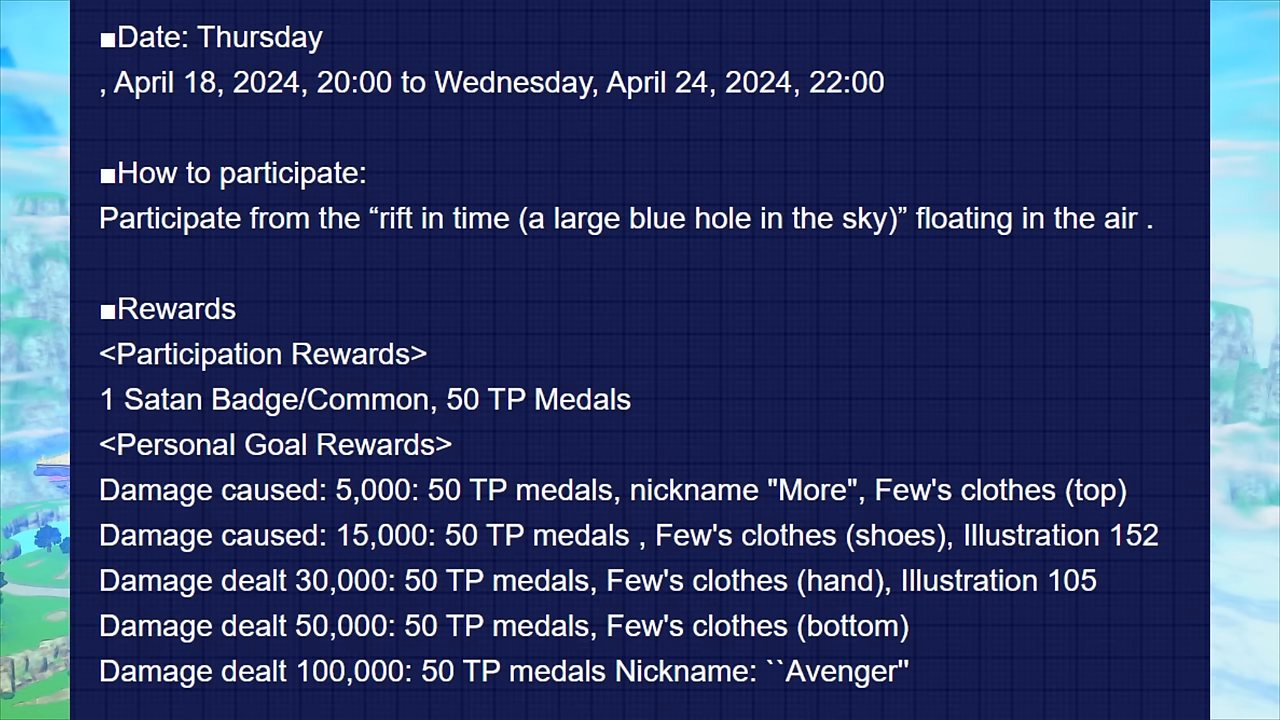 ■Date: Thursday
, April 18, 2024, 20:00 to Wednesday, April 24, 2024, 22:00
■How to participate:
Participate from the “rift in time (a large blue hole in the sky)” floating in the air .
■Rewards
<Participation Rewards>
1 Satan Badge/Common, 50 TP Medals
<Personal Goal Rewards>
Damage caused: 5,000: 50 TP medals, nickname "More", Few's clothes (top)
Damage caused: 15,000: 50 TP medals , Few's clothes (shoes), Illustration 152
Damage dealt 30,000: 50 TP medals, Few's clothes (hand), Illustration 105
Damage dealt 50,000: 50 TP medals, Few's clothes (bottom)
Damage dealt 100,000: 50 TP medals Nickname: ``Avenger''